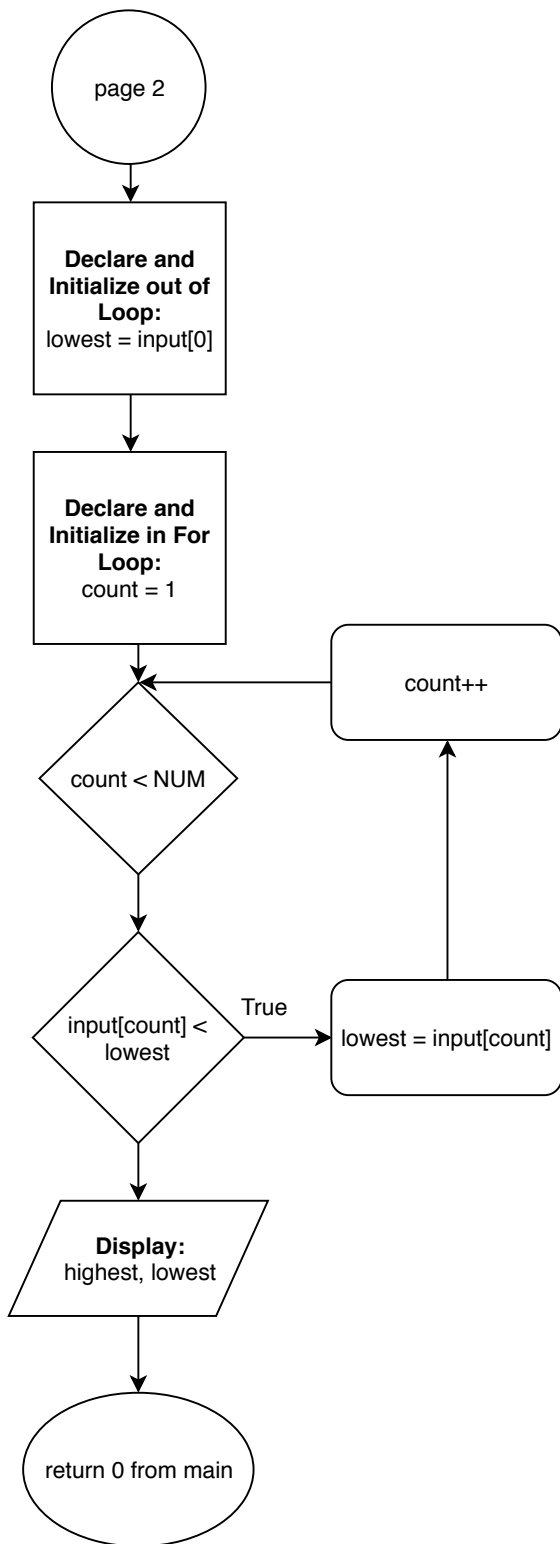 page 2
Declare and
Initialize out of
Loop:
lowest = input[0]
Declare and
Initialize in For
Loop:
count = 1
count++
count < NUM
True
input[count] <
lowest
lowest = input[count]
Display:
highest, lowest
return 0 from main